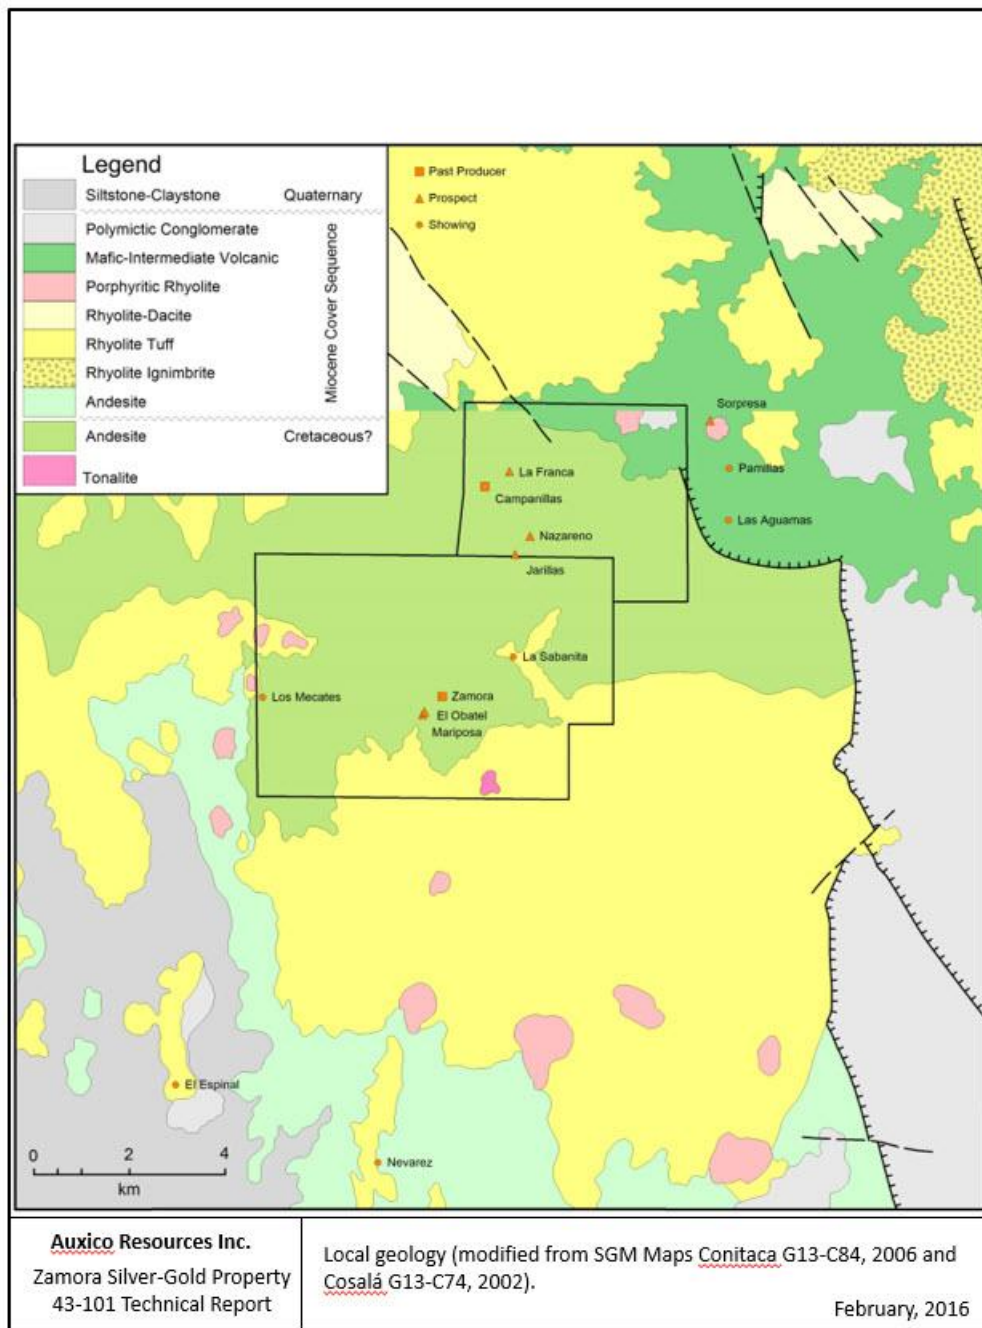 Legend
Siltstone-Claystone Quaternary
Polymictic Conglomerate
Mafic-Intermediate Volcanic
Porphyritic Rhyolite
Rhyolite-Dacite
Rhyolite Tuff
Rhyolite Ignimbrite
Andesite
Miocene Cover Sequence
Andesite Cretaceous?
Tonalite
Past Producer
Prospect
Showing
Sorpresa
La Franca
Pamillas
Campanillas
Las Aguamas
Nazareno
Jarillas
La Sabanita
Los Mecates
Zamora
El Obatel
Mariposa
El Espinal
Nevarez
0 2 4
km
Auxico Resources Inc.
Zamora Silver-Gold Property
43-101 Technical Report
Local geology (modified from SGM Maps Conitaca G13-C84, 2006 and
Cosalá G13-C74, 2002).
February, 2016